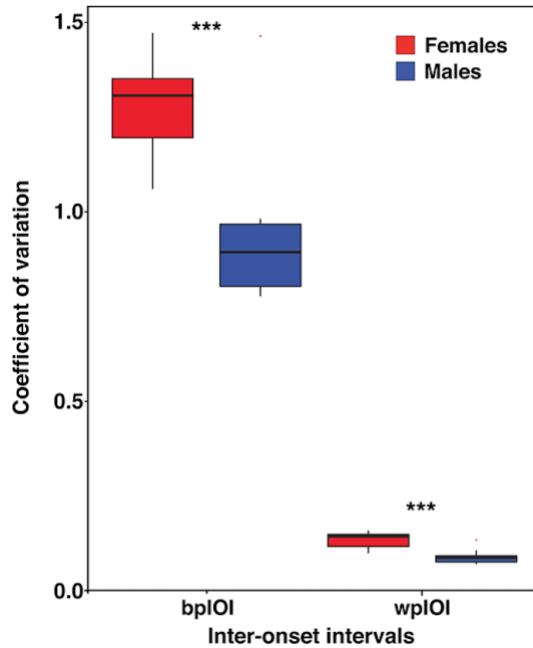 1.5
***
Females
Males
1.0
Coefficient of variation
0.5
***
0.0
bpIOI wpIOI
Inter-onset intervals